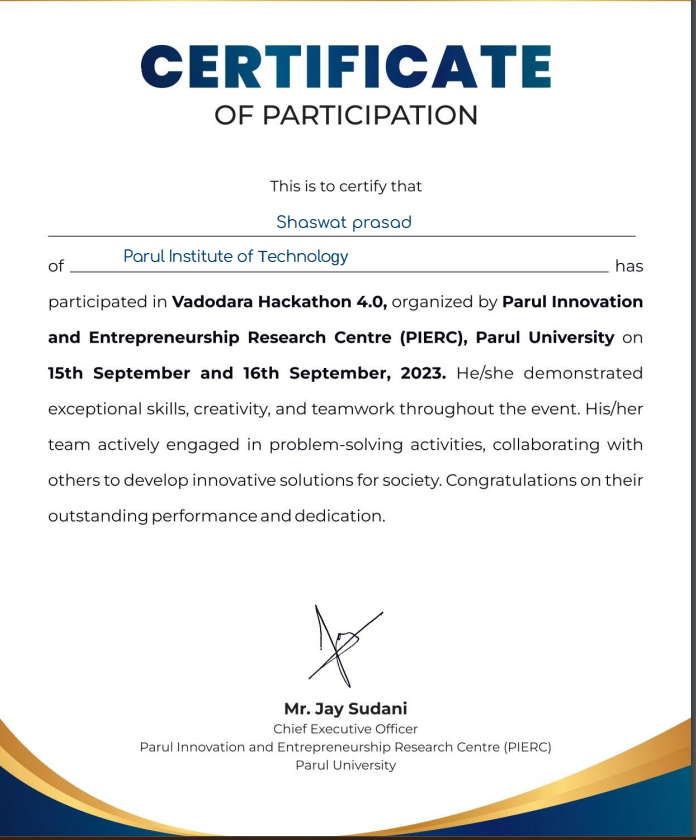 CERTIFICATE
OF PARTICIPATION
This is to certify that
Shaswat prasad
of Parul Institute of Technology has
participated in Vadodara Hackathon 4.0, organized by Parul Innovation
and Entrepreneurship Research Centre (PIERC), Parul University on
15th September and 16th September, 2023. He/she demonstrated
exceptional skills, creativity, and teamwork throughout the event. His/her
team actively engaged in problem-solving activities, collaborating with
others to develop innovative solutions for society. Congratulations on their
outstanding performance and dedication.
Mr. Jay Sudani
Chief Executive Officer
Parul Innovation and Entrepreneurship Research Centre (PIERC)
Parul University